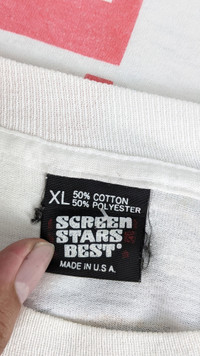 XL 50% COTTON
50% POLYESTER
SCREEN
STARS
BEST®
MADE IN U.S.A.